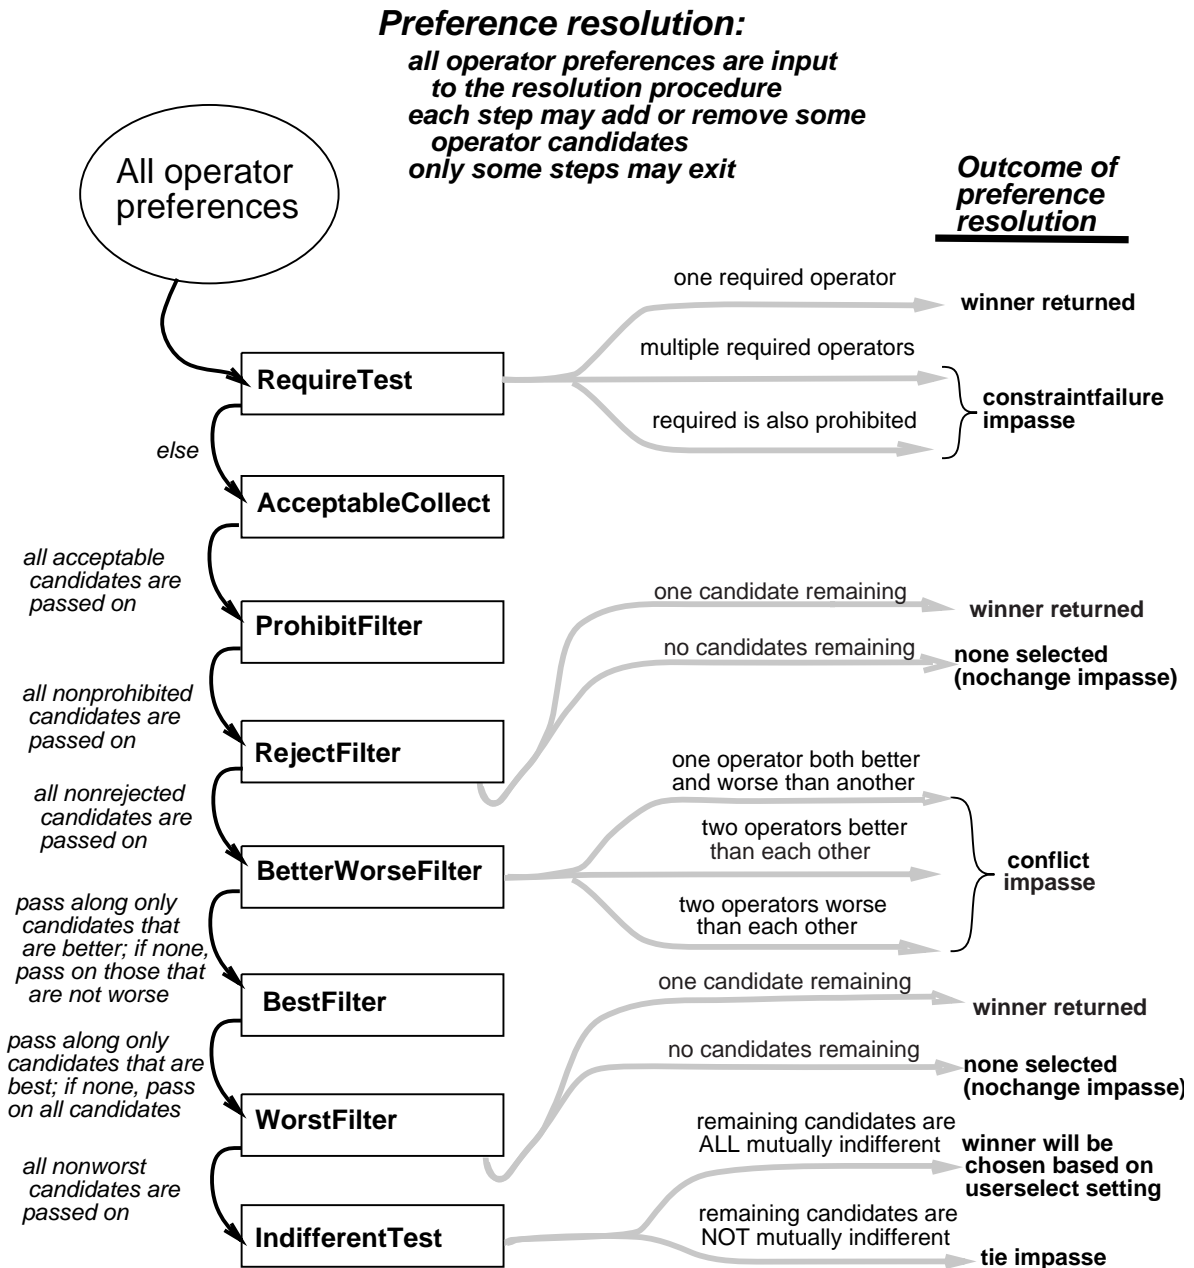 Preference resolution:
all operator preferences are input
to the resolution procedure
each step may add or remove some
operator candidates
only some steps may exit
Outcome of
preference
resolution
All operator
preferences
one required operator
winner returned
multiple required operators
RequireTest
constraintfailure
impasse
required is also prohibited
else
AcceptableCollect
all acceptable
candidates are
passed on
one candidate remaining
winner returned
ProhibitFilter
no candidates remaining
none selected
(nochange impasse)
all nonprohibited
candidates are
passed on
RejectFilter
one operator both better
and worse than another
all nonrejected
candidates are
passed on
two operators better
than each other
BetterWorseFilter
conflict
impasse
two operators worse
than each other
pass along only
candidates that
are better; if none,
pass on those that
are not worse
BestFilter
one candidate remaining
winner returned
pass along only
candidates that are
best; if none, pass
on all candidates
no candidates remaining
none selected
(nochange impasse)
WorstFilter
remaining candidates are
ALL mutually indifferent
winner will be
chosen based on
userselect setting
all nonworst
candidates are
passed on
IndifferentTest
remaining candidates are
NOT mutually indifferent
tie impasse